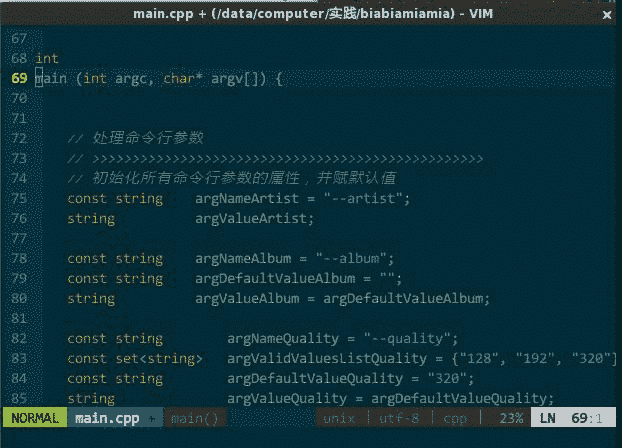 main.cpp + (/data/computer/实践/biabiamiamia) - VIM
67
68 int
69 main (int argc, char* argv[]) {
70
71
72     // 处理命令行参数
73     // >>>>>>>>>>>>>>>>>>>>>>>>>>>>>>>>>>>>>>>>>>>>>>>>>
74     // 初始化所有命令行参数的属性，并赋默认值
75     const string    argNameArtist = "--artist";
76     string          argValueArtist;
77
78     const string    argNameAlbum = "--album";
79     const string    argDefaultValueAlbum = "";
80     string          argValueAlbum = argDefaultValueAlbum;
81
82     const string        argNameQuality = "--quality";
83     const set<string>   argValidValuesListQuality = {"128", "192", "320"]
84     const string        argDefaultValueQuality = "320";
85     string              argValueQuality = argDefaultValueQuality;
NORMAL main.cpp + main() unix | utf-8 | cpp | 23% LN 69:1